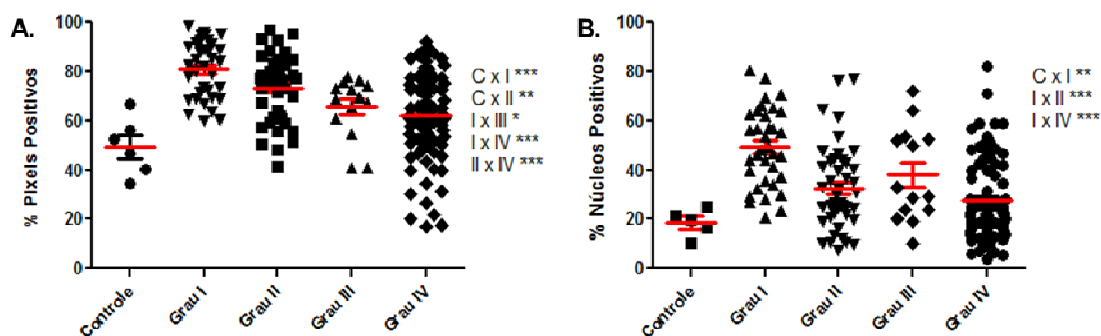 A.
% Pixels Positivos
100
80
60
40
20
0
Controle
Grau I
Grau II
Grau III
Grau IV
C x I ***
C x II **
I x III *
I x IV ***
II x IV ***
B.
% Núcleos Positivos
100
80
60
40
20
0
Controle
Grau I
Grau II
Grau III
Grau IV
C x I **
I x II ***
I x IV ***